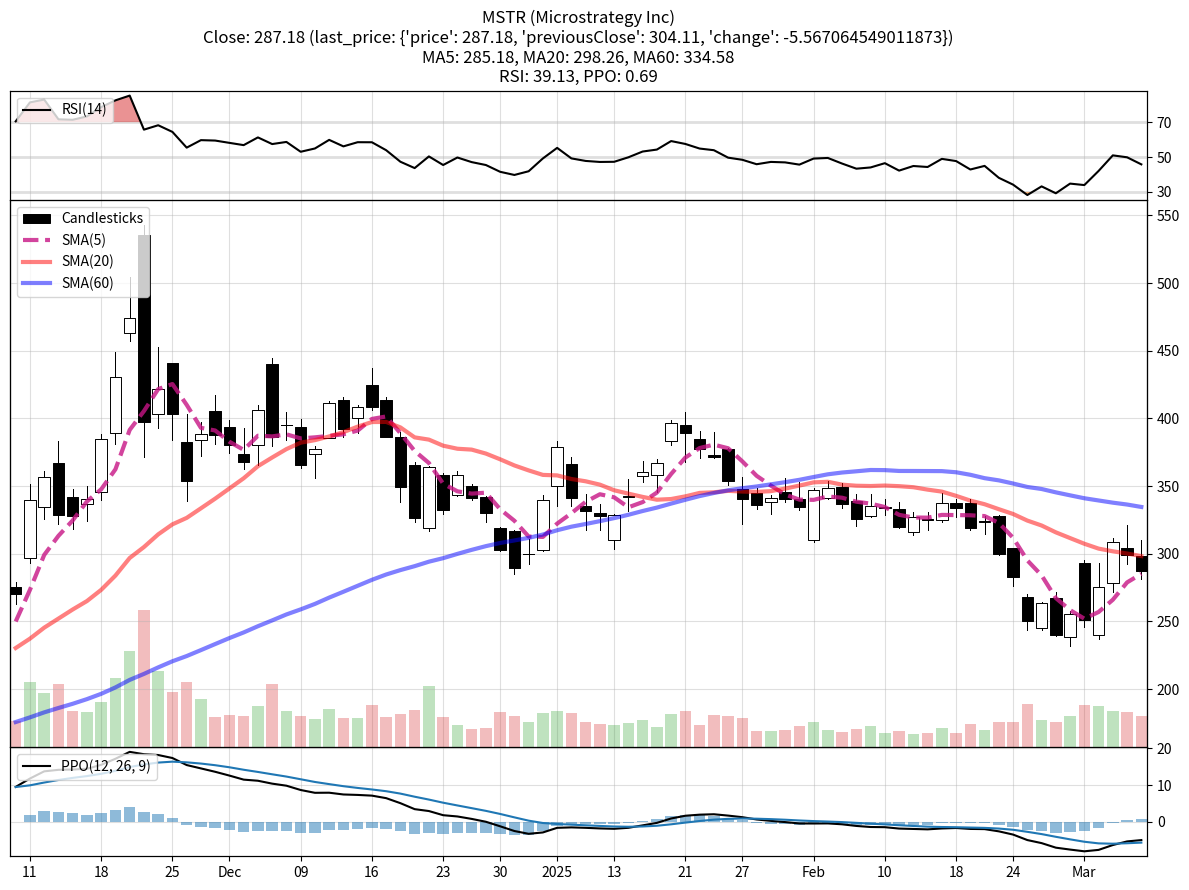 MSTR (Microstrategy Inc)
Close: 287.18 (last_price: {'price': 287.18, 'previousClose': 304.11, 'change': -5.567064549011873})
MA5: 285.18, MA20: 298.26, MA60: 334.58
RSI: 39.13, PPO: 0.69
RSI(14)
70
50
30
Candlesticks
SMA(5)
SMA(20)
SMA(60)
550
500
450
400
350
300
250
200
PPO(12, 26, 9)
20
10
0
11 18 25 Dec 09 16 23 30 2025 13 21 27 Feb 10 18 24 Mar